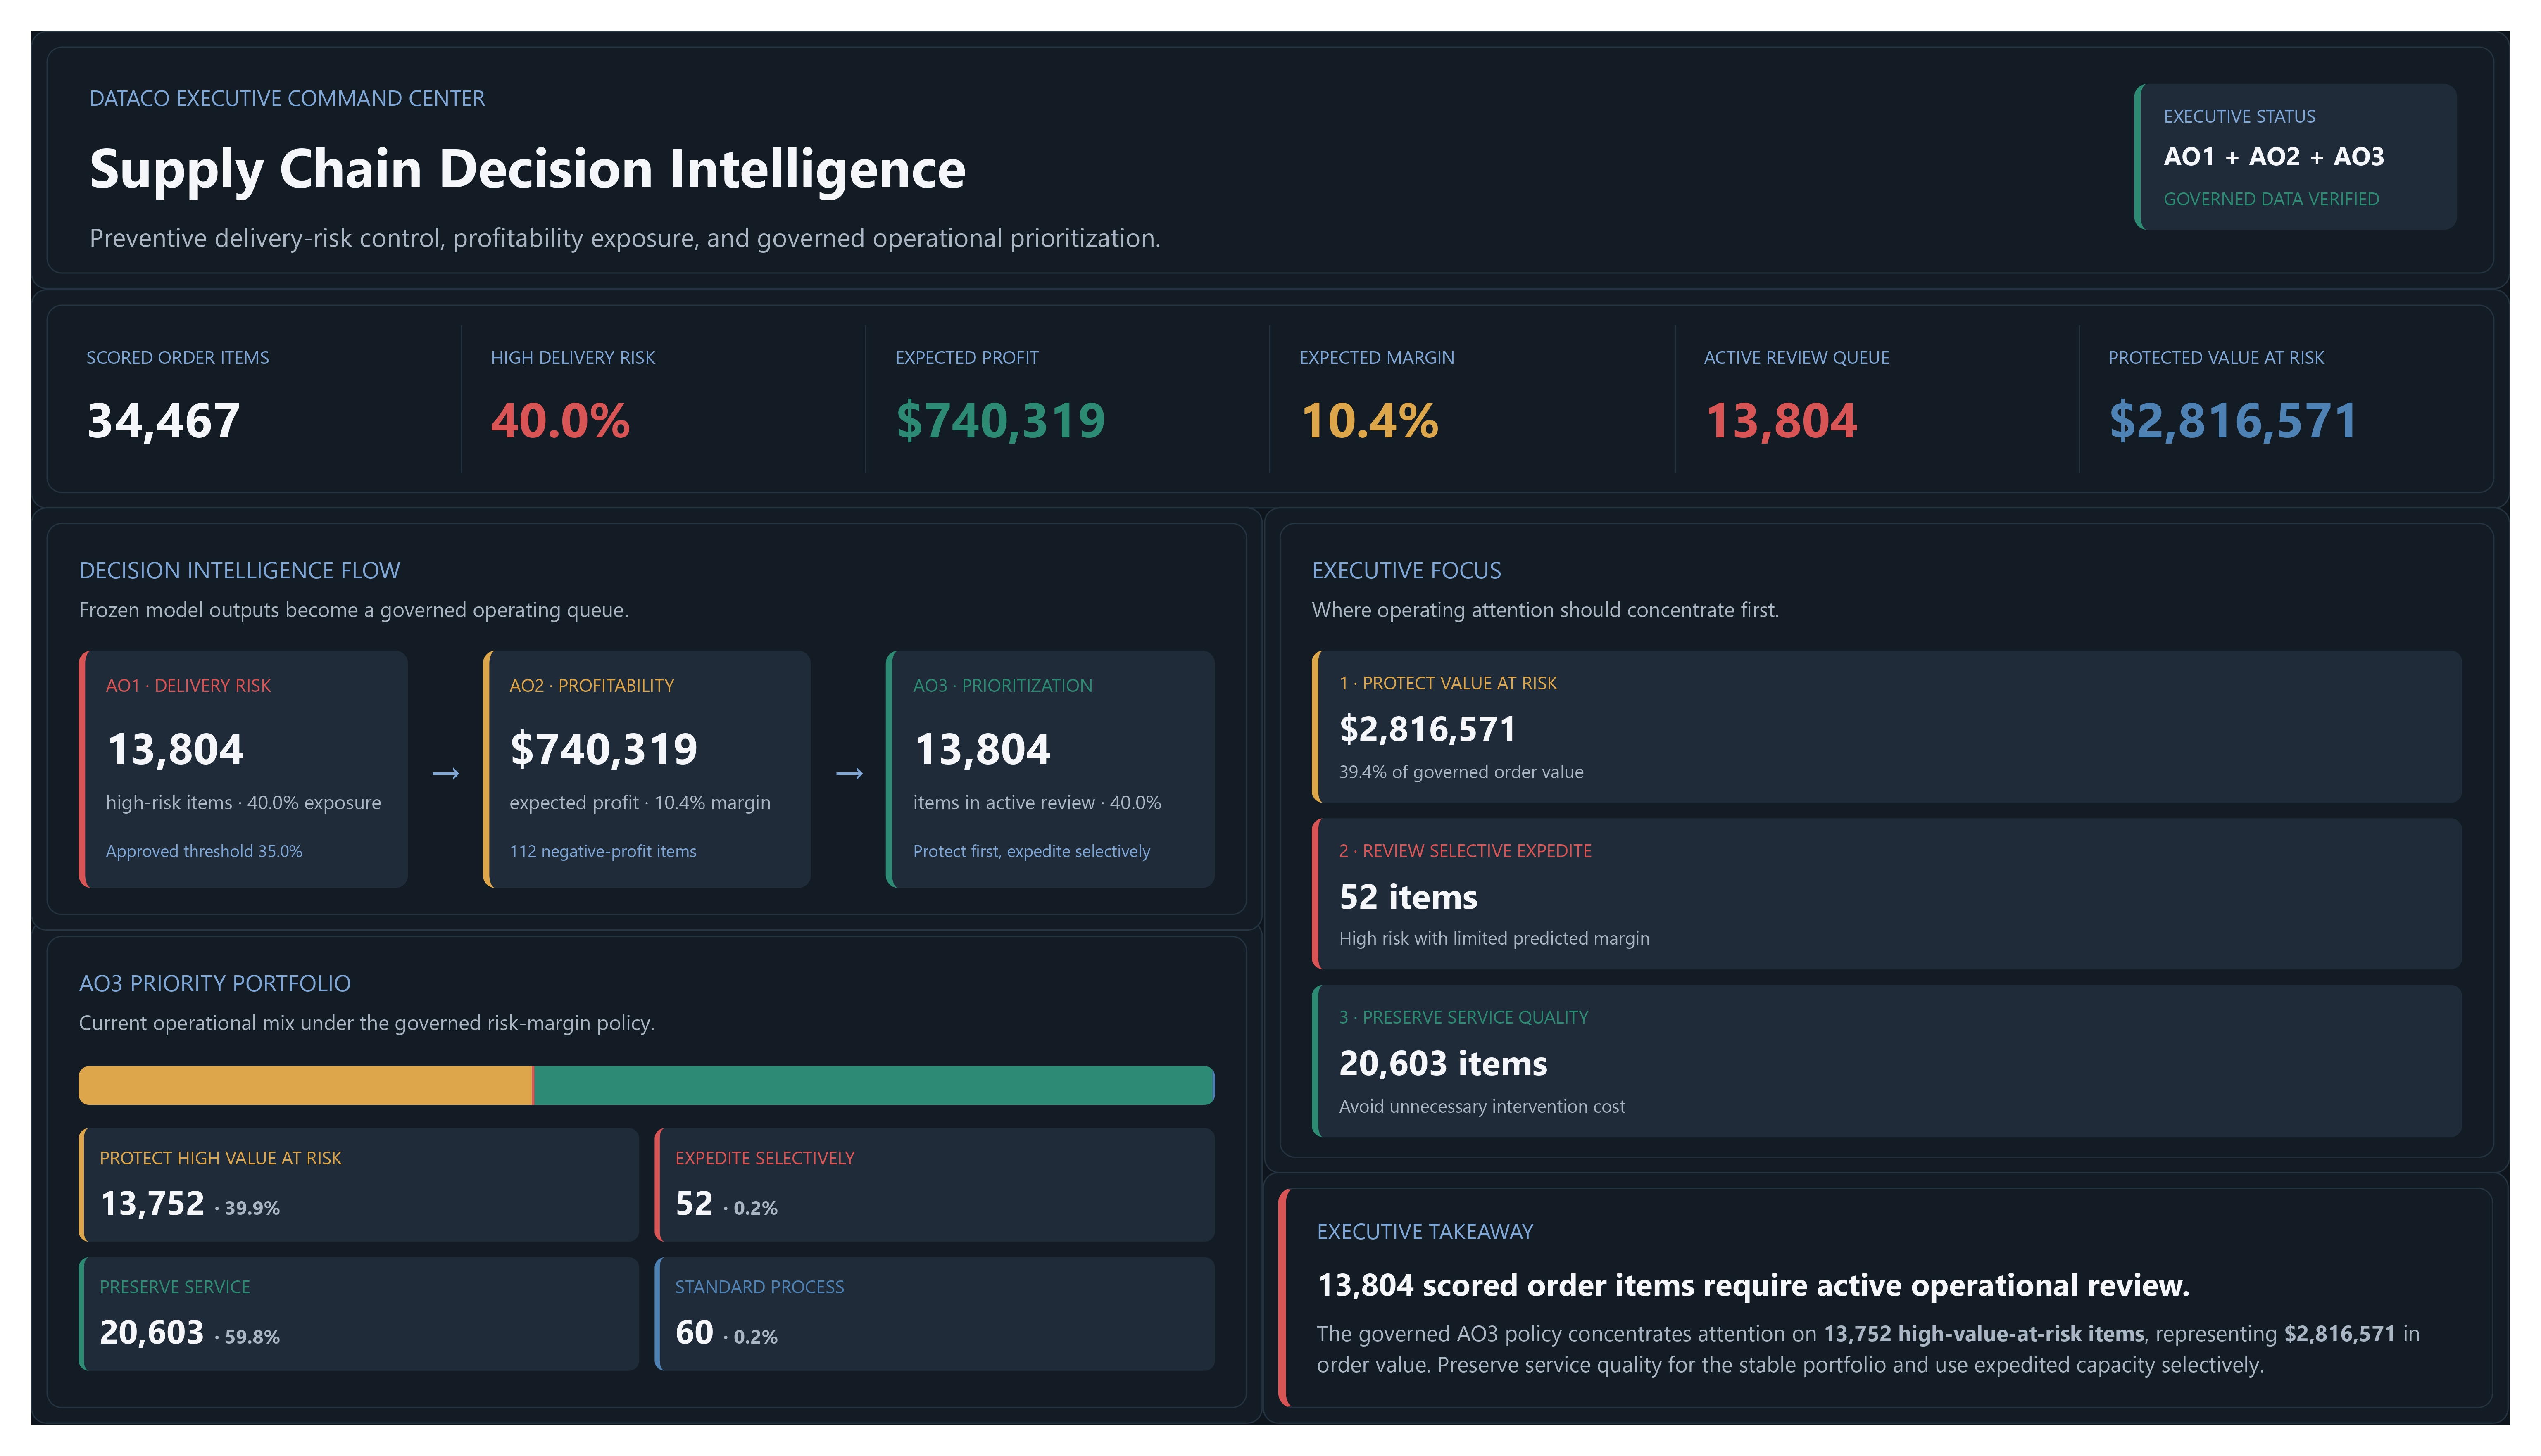 DATACO EXECUTIVE COMMAND CENTER
Supply Chain Decision Intelligence
Preventive delivery-risk control, profitability exposure, and governed operational prioritization.
EXECUTIVE STATUS
AO1 + AO2 + AO3
GOVERNED DATA VERIFIED
SCORED ORDER ITEMS
34,467
HIGH DELIVERY RISK
40.0%
EXPECTED PROFIT
$740,319
EXPECTED MARGIN
10.4%
ACTIVE REVIEW QUEUE
13,804
PROTECTED VALUE AT RISK
$2,816,571
DECISION INTELLIGENCE FLOW
Frozen model outputs become a governed operating queue.
AO1 · DELIVERY RISK
13,804
high-risk items · 40.0% exposure
Approved threshold 35.0%
→
AO2 · PROFITABILITY
$740,319
expected profit · 10.4% margin
112 negative-profit items
→
AO3 · PRIORITIZATION
13,804
items in active review · 40.0%
Protect first, expedite selectively
AO3 PRIORITY PORTFOLIO
Current operational mix under the governed risk-margin policy.
PROTECT HIGH VALUE AT RISK
13,752 · 39.9%
EXPEDITE SELECTIVELY
52 · 0.2%
PRESERVE SERVICE
20,603 · 59.8%
STANDARD PROCESS
60 · 0.2%
EXECUTIVE FOCUS
Where operating attention should concentrate first.
1 · PROTECT VALUE AT RISK
$2,816,571
39.4% of governed order value
2 · REVIEW SELECTIVE EXPEDITE
52 items
High risk with limited predicted margin
3 · PRESERVE SERVICE QUALITY
20,603 items
Avoid unnecessary intervention cost
EXECUTIVE TAKEAWAY
13,804 scored order items require active operational review.
The governed AO3 policy concentrates attention on 13,752 high-value-at-risk items, representing $2,816,571 in
order value. Preserve service quality for the stable portfolio and use expedited capacity selectively.